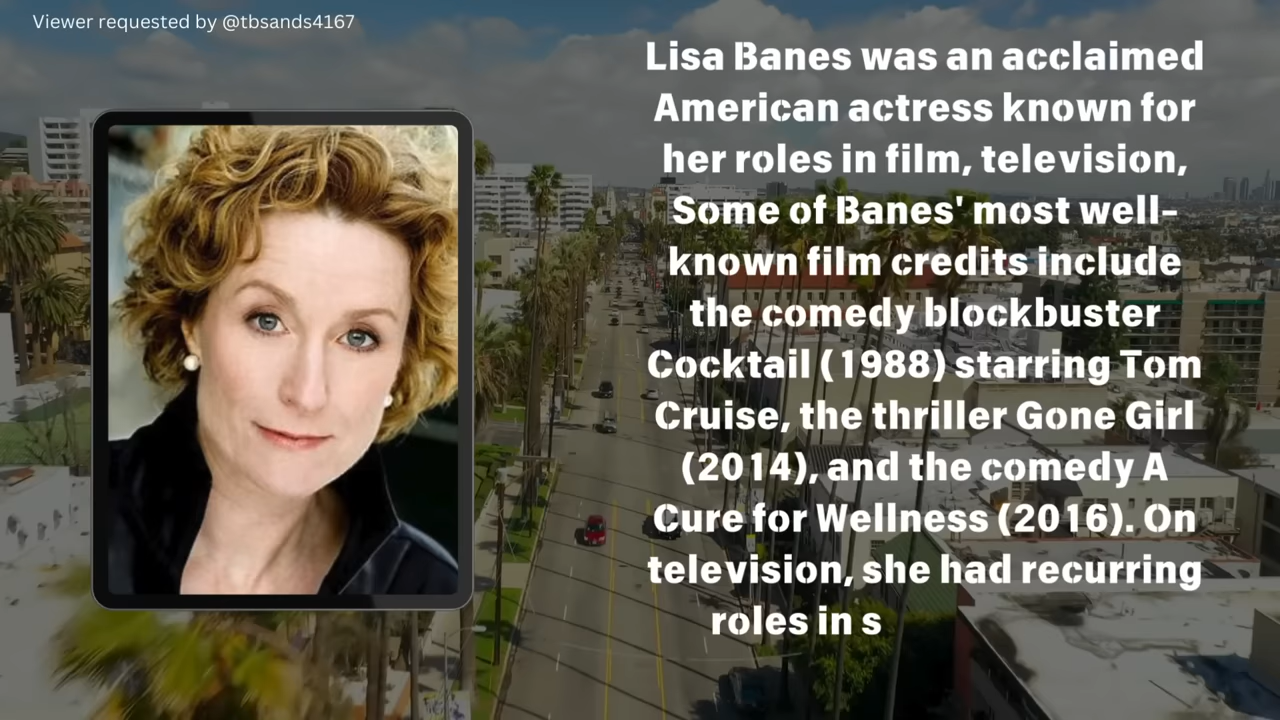 Viewer requested by @tbsands4167
Lisa Banes was an acclaimed
American actress known for
her roles in film, television,
Some of Banes' most well-
known film credits include
the comedy blockbuster
Cocktail (1988) starring Tom
Cruise, the thriller Gone Girl
(2014), and the comedy A
Cure for Wellness (2016). On
television, she had recurring
roles in s